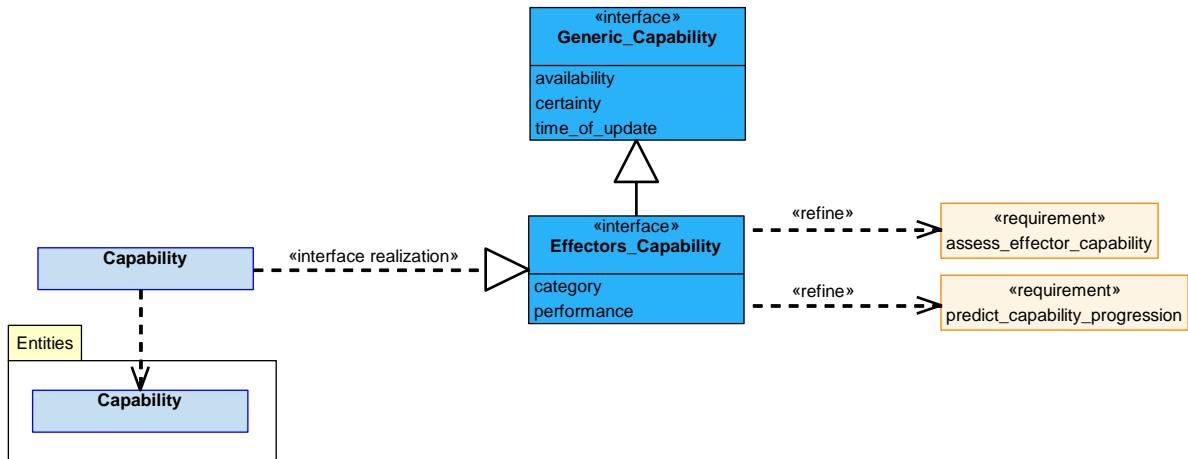 «interface»
Generic_Capability
availability
certainty
time_of_update
«interface»
Effectors_Capability
category
performance
«refine»
«requirement»
assess_effector_capability
«refine»
«requirement»
predict_capability_progression
Capability
«interface realization»
Entities
Capability